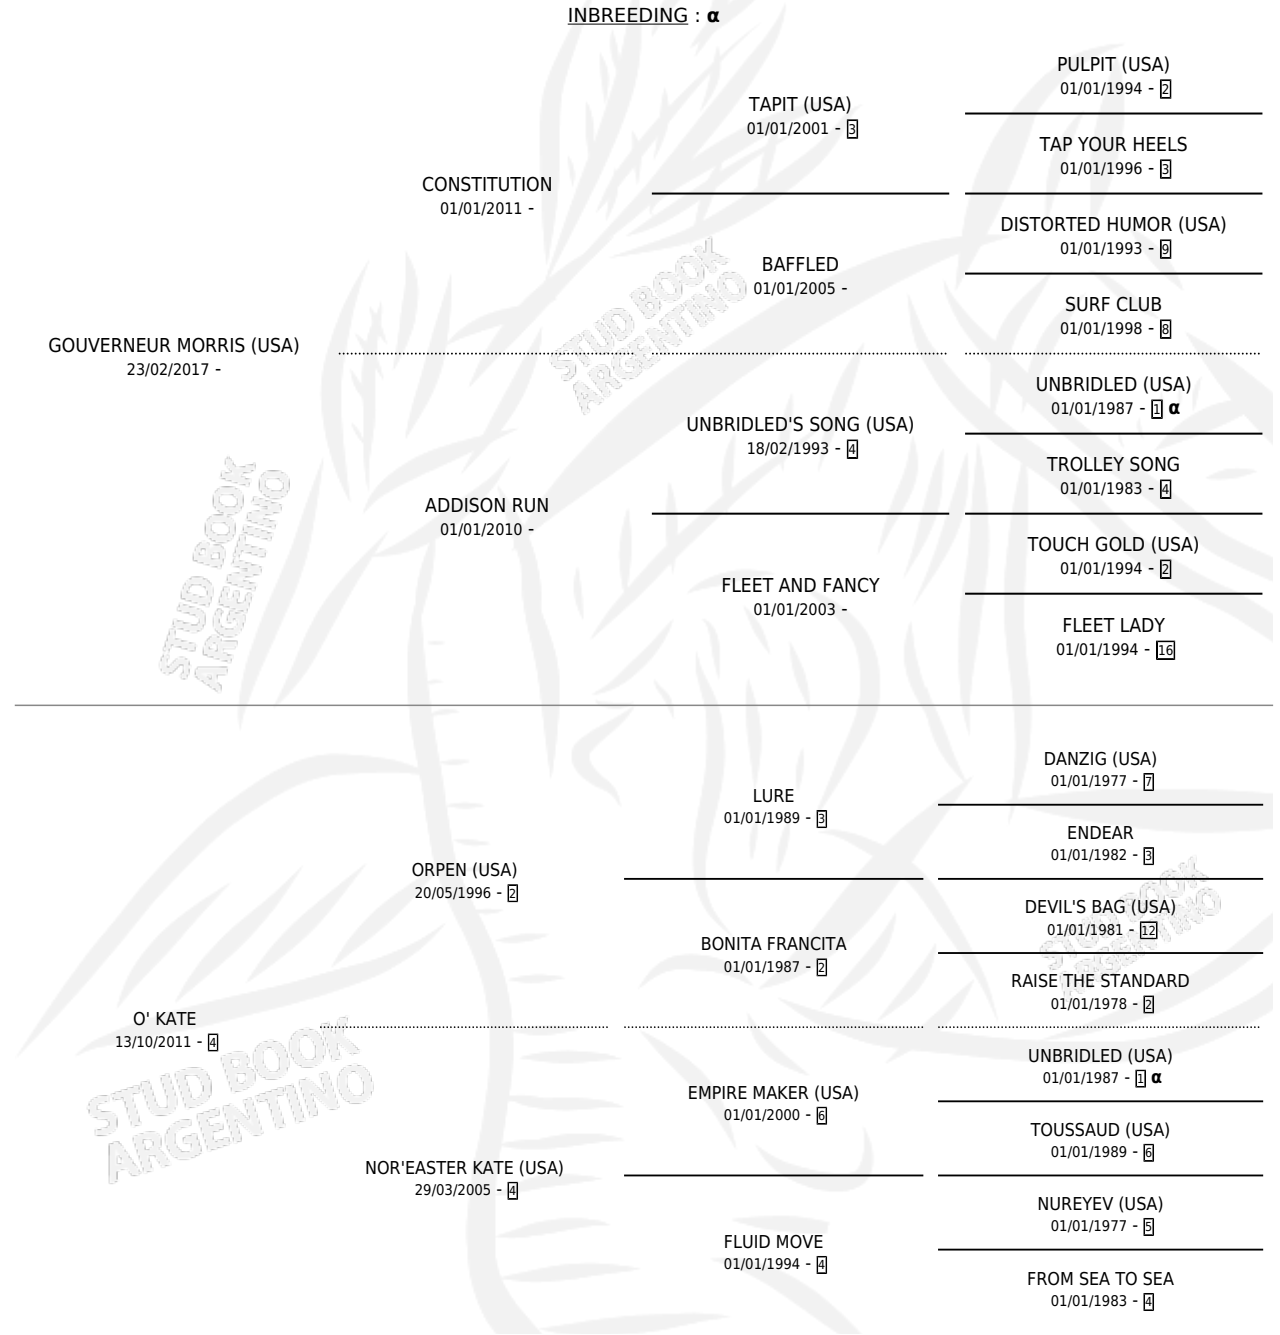 INBREEDING : α
PULPIT (USA)
01/01/1994 - 2
TAPIT (USA)
01/01/2001 - 3
TAP YOUR HEELS
01/01/1996 - 3
CONSTITUTION
01/01/2011 -
DISTORTED HUMOR (USA)
01/01/1993 - 9
BAFFLED
01/01/2005 -
SURF CLUB
01/01/1998 - 8
GOUVERNEUR MORRIS (USA)
23/02/2017 -
UNBRIDLED (USA)
01/01/1987 - 1 α
UNBRIDLED'S SONG (USA)
18/02/1993 - 4
TROLLEY SONG
01/01/1983 - 4
ADDISON RUN
01/01/2010 -
TOUCH GOLD (USA)
01/01/1994 - 2
FLEET AND FANCY
01/01/2003 -
FLEET LADY
01/01/1994 - 16
DANZIG (USA)
01/01/1977 - 7
LURE
01/01/1989 - 3
ENDEAR
01/01/1982 - 3
ORPEN (USA)
20/05/1996 - 2
DEVIL'S BAG (USA)
01/01/1981 - 12
BONITA FRANCITA
01/01/1987 - 2
RAISE THE STANDARD
01/01/1978 - 2
O' KATE
13/10/2011 - 4
UNBRIDLED (USA)
01/01/1987 - 1 α
EMPIRE MAKER (USA)
01/01/2000 - 6
TOUSSAUD (USA)
01/01/1989 - 6
NOR'EASTER KATE (USA)
29/03/2005 - 4
NUREYEV (USA)
01/01/1977 - 5
FLUID MOVE
01/01/1994 - 4
FROM SEA TO SEA
01/01/1983 - 4
STUD BOOK
ARGENTINO
STUD BOOK
ARGENTINO
STUD BOOK
ARGENTINO
STUD BOOK
ARGENTINO